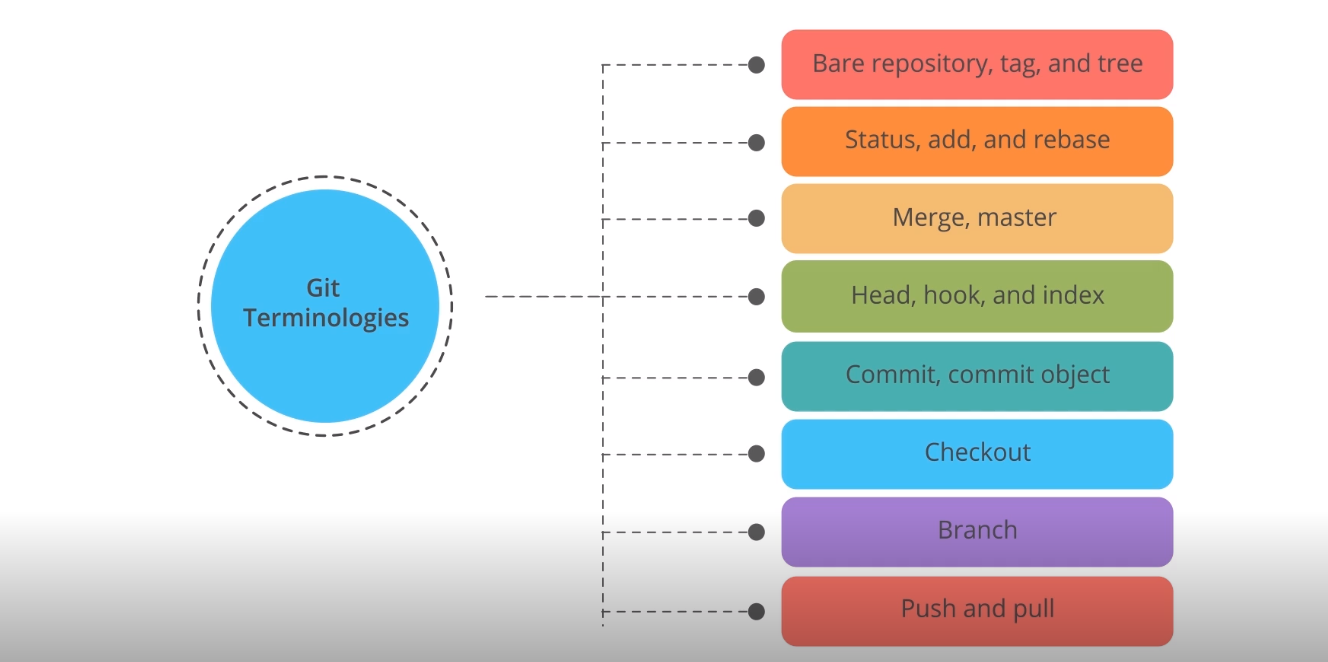 Git
Terminologies
Bare repository, tag, and tree
Status, add, and rebase
Merge, master
Head, hook, and index
Commit, commit object
Checkout
Branch
Push and pull